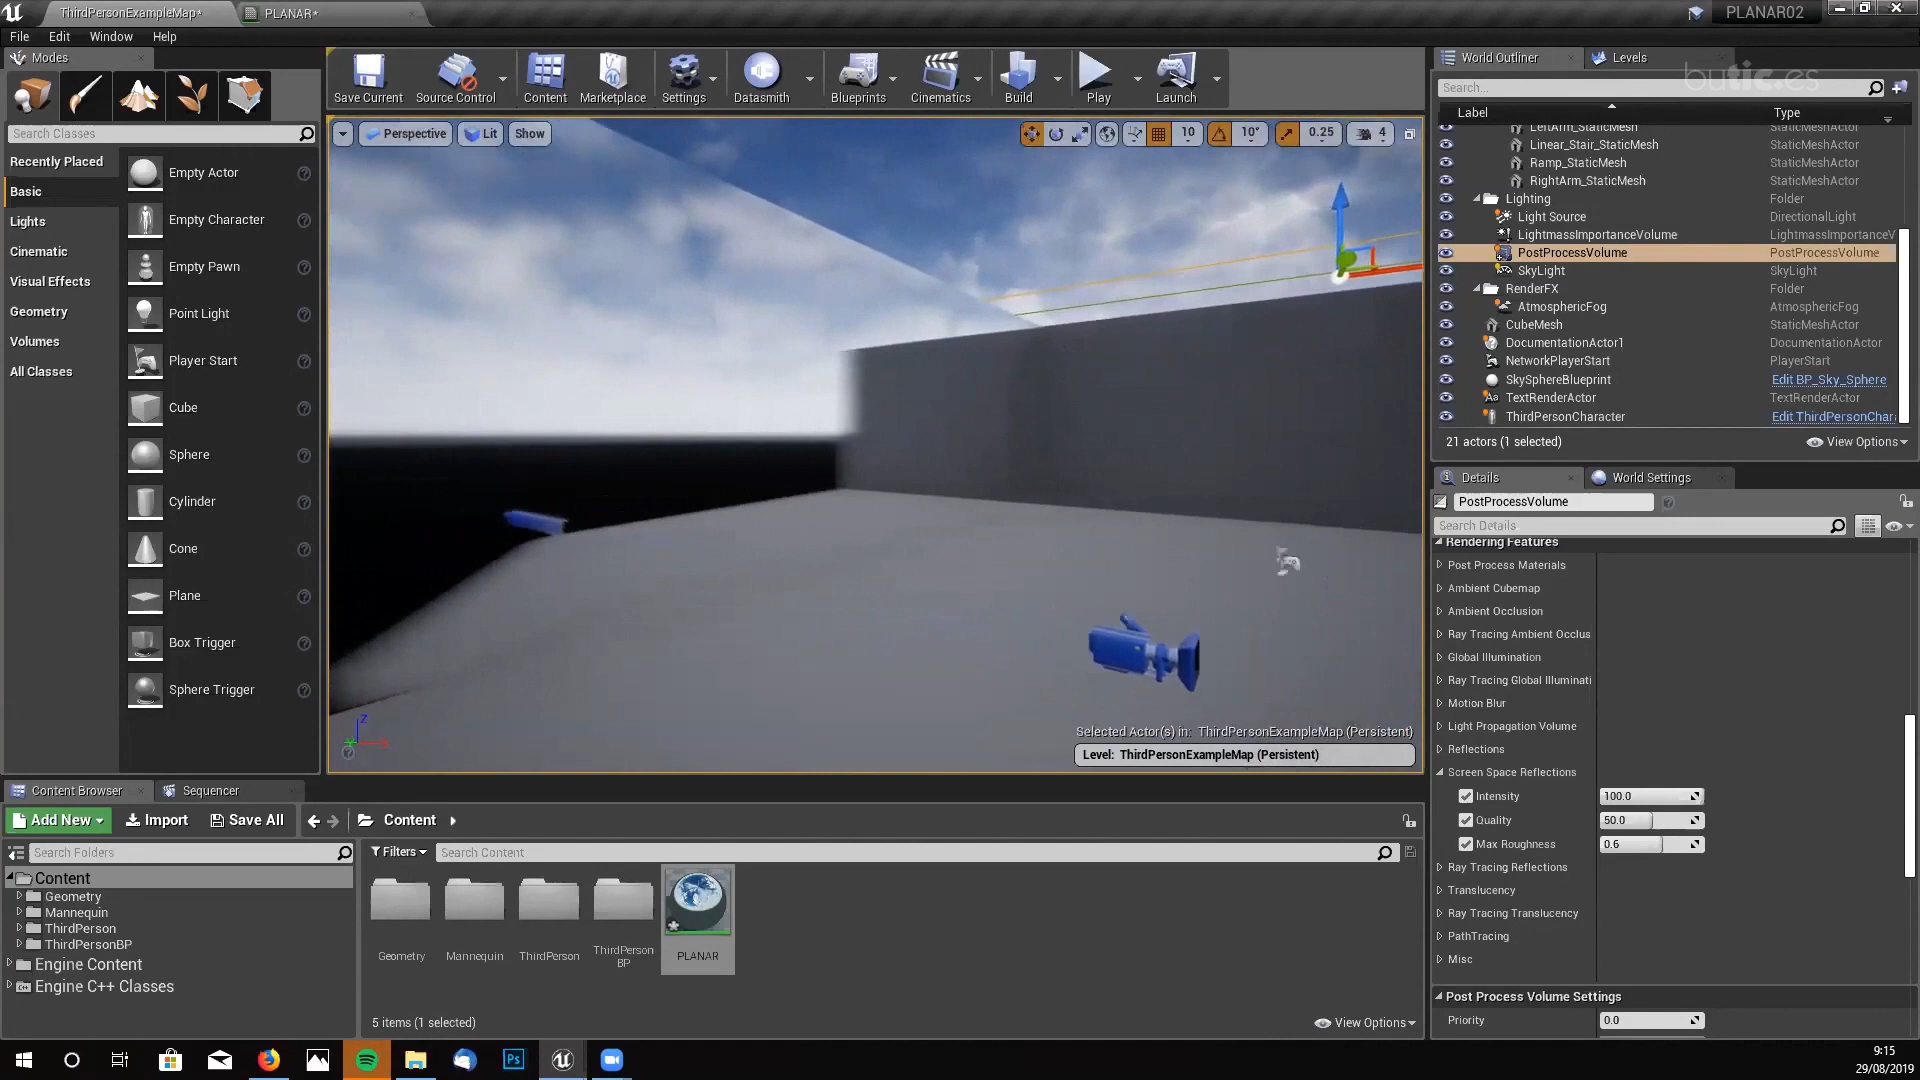 ThirdPersonExampleMap*
PLANAR*
PLANAR02
File Edit Window Help
Modes
Search Classes
Recently Placed
Basic
Lights
Cinematic
Visual Effects
Geometry
Volumes
All Classes
Empty Actor
Empty Character
Empty Pawn
Point Light
Player Start
Cube
Sphere
Cylinder
Cone
Plane
Box Trigger
Sphere Trigger
Save Current Source Control Content Marketplace Settings Datasmith Blueprints Cinematics Build Play Launch
Perspective Lit Show
10 10° 0.25 4
Selected Actor(s) in: ThirdPersonExampleMap (Persistent)
Level: ThirdPersonExampleMap (Persistent)
Z
World Outliner Levels
butic.es
Search...
Label Type
LeftArm_StaticMesh StaticMeshActor
Linear_Stair_StaticMesh StaticMeshActor
Ramp_StaticMesh StaticMeshActor
RightArm_StaticMesh StaticMeshActor
Lighting Folder
Light Source DirectionalLight
LightmassImportanceVolume LightmassImportanceV
PostProcessVolume PostProcessVolume
SkyLight SkyLight
RenderFX Folder
AtmosphericFog AtmosphericFog
CubeMesh StaticMeshActor
DocumentationActor1 DocumentationActor
NetworkPlayerStart PlayerStart
SkySphereBlueprint Edit BP_Sky_Sphere
TextRenderActor TextRenderActor
ThirdPersonCharacter Edit ThirdPersonChar
21 actors (1 selected) View Options
Details World Settings
PostProcessVolume
Search Details
Rendering Features
Post Process Materials
Ambient Cubemap
Ambient Occlusion
Ray Tracing Ambient Occlus
Global Illumination
Ray Tracing Global Illuminati
Motion Blur
Light Propagation Volume
Reflections
Screen Space Reflections
Intensity 100.0
Quality 50.0
Max Roughness 0.6
Ray Tracing Reflections
Translucency
Ray Tracing Translucency
PathTracing
Misc
Post Process Volume Settings
Priority 0.0
Content Browser Sequencer
Add New Import Save All Content
Search Folders
Filters Search Content
Content
Geometry
Mannequin
ThirdPerson
ThirdPersonBP
Engine Content
Engine C++ Classes
Geometry
Mannequin
ThirdPerson
ThirdPerson
BP
PLANAR
5 items (1 selected) View Options
Ps
9:15
29/08/2019